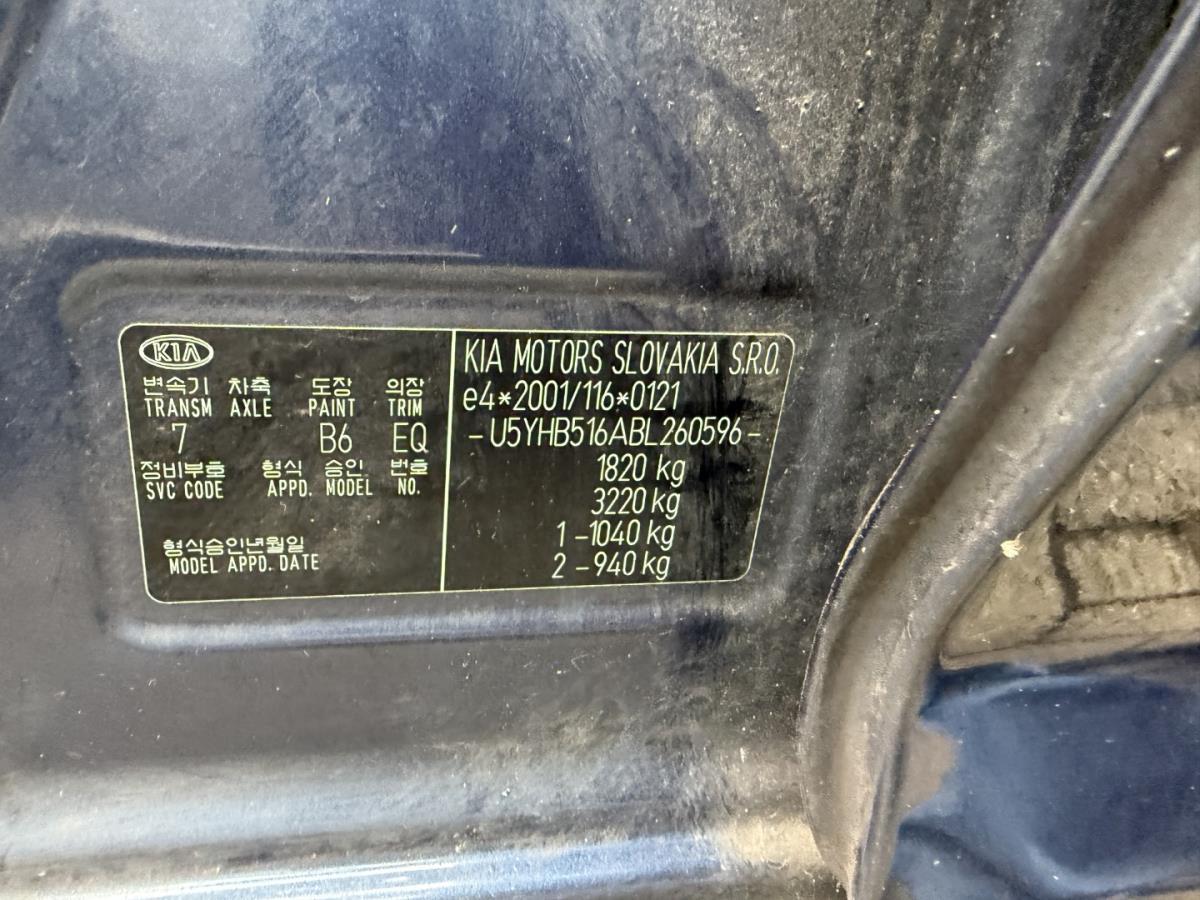 KIA
변속기 차축 도장 의장
TRANSM AXLE PAINT TRIM
7 B6 EQ
정비부호 형식 승인 번호
SVC CODE APPD. MODEL NO.
형식승인년월일
MODEL APPD. DATE
KIA MOTORS SLOVAKIA S.R.O.
e4*2001/116*0121
-U5YHB516ABL260596-
1820 kg
3220 kg
1 -1040 kg
2 -940 kg